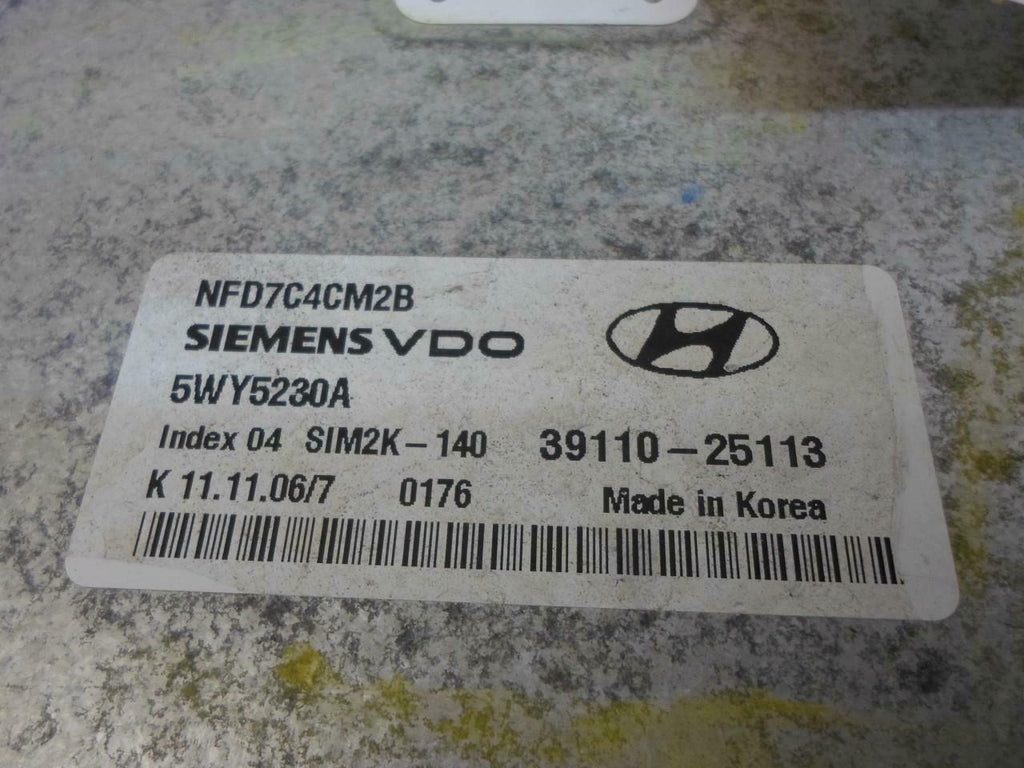 NFD7C4CM2B
SIEMENS VDO
5WY5230A
Index 04 SIM2K-140 39110-25113
K 11.11.06/7 0176 Made in Korea